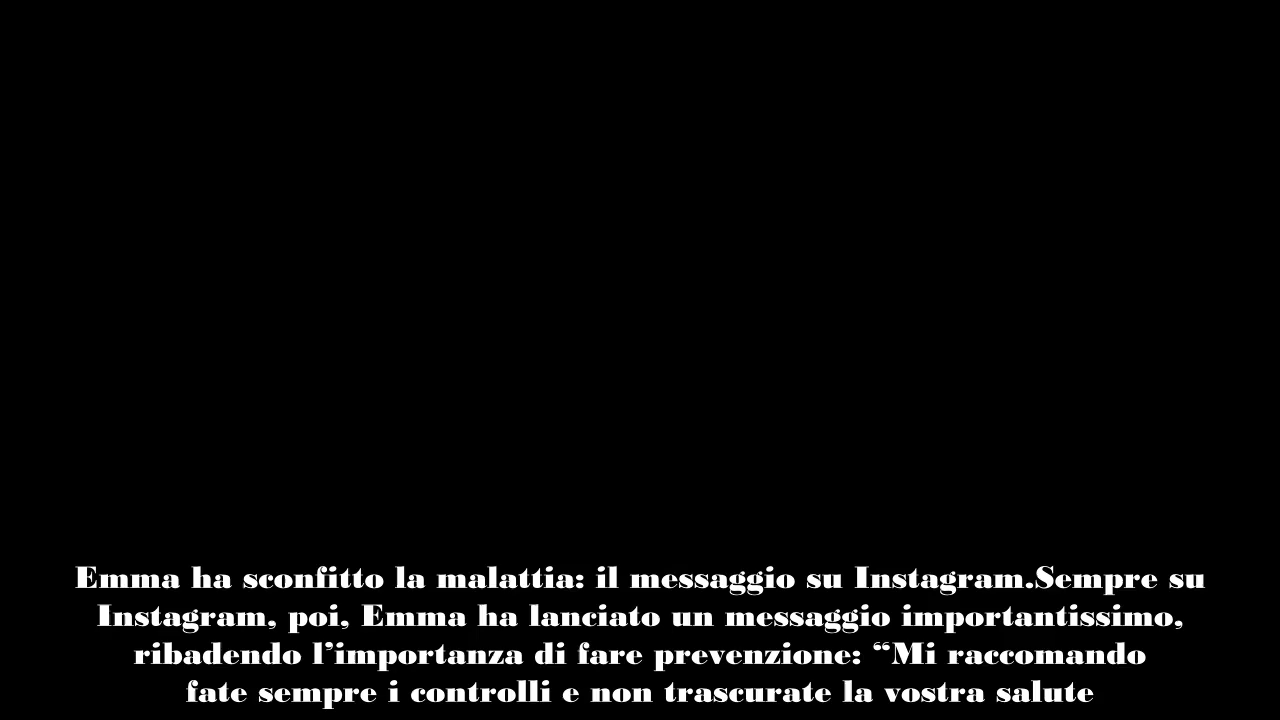 Emma ha sconfitto la malattia: il messaggio su Instagram.Sempre su
Instagram, poi, Emma ha lanciato un messaggio importantissimo,
ribadendo l’importanza di fare prevenzione: “Mi raccomando
fate sempre i controlli e non trascurate la vostra salute